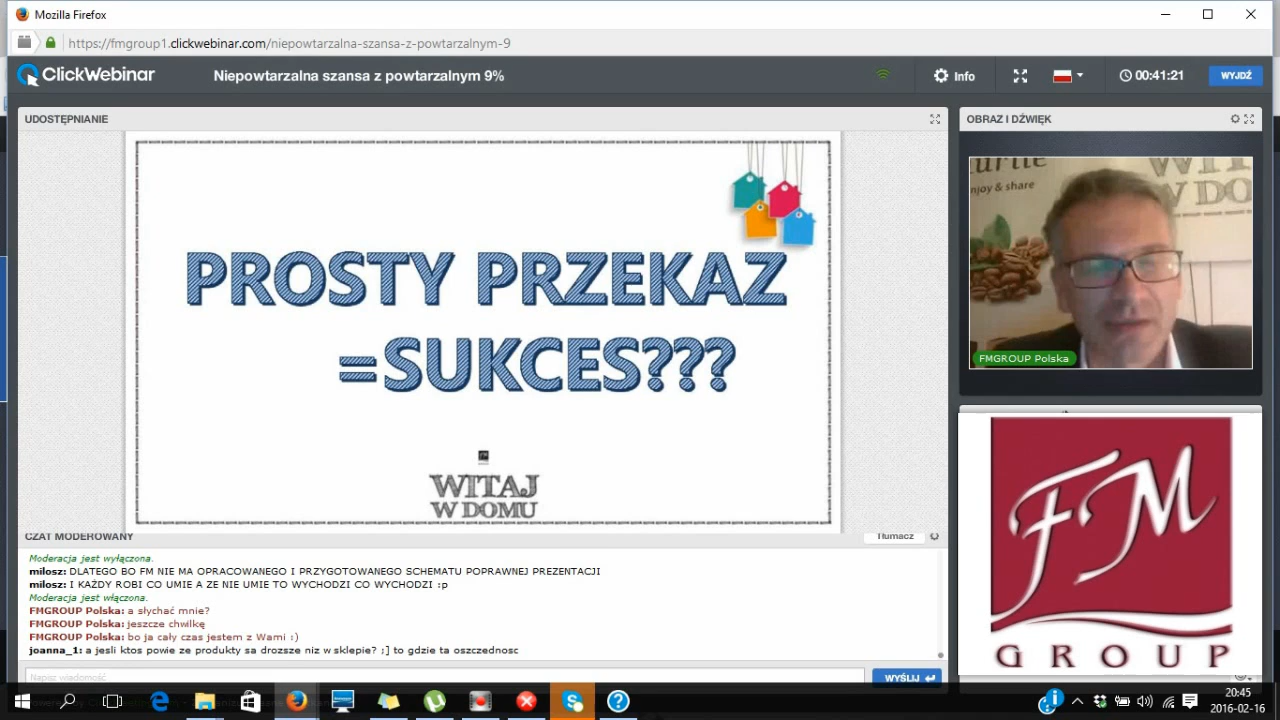 Mozilla Firefox
https://fmgroup1.clickwebinar.com/niepowtarzalna-szansa-z-powtarzalnym-9
ClickWebinar
Niepowtarzalna szansa z powtarzalnym 9%
Info
00:41:21
WYJDŹ
UDOSTĘPNIANIE
PROSTY PRZEKAZ
=SUKCES???
WITAJ
W DOMU
OBRAZ I DŹWIĘK
njoy & share
WITA
W DO
FMGROUP Polska
FM
GROUP
CZAT MODEROWANY
Tłumacz
Moderacja jest wyłączona.
milosz: DLATEGO BO FM NIE MA OPRACOWANEGO I PRZYGOTOWANEGO SCHEMATU POPRAWNEJ PREZENTACJI
milosz: I KAŻDY ROBI CO UMIE A ZE NIE UMIE TO WYCHODZI CO WYCHODZI :p
Moderacja jest włączona.
FMGROUP Polska: a słychać mnie?
FMGROUP Polska: jeszcze chwilkę
FMGROUP Polska: bo ja cały czas jestem z Wami :)
joanna_1: a jesli ktos powie ze produkty sa drozsze niz w sklepie? ;] to gdzie ta oszczednosc
Napisz wiadomość
WYŚLIJ
20:45
2016-02-16